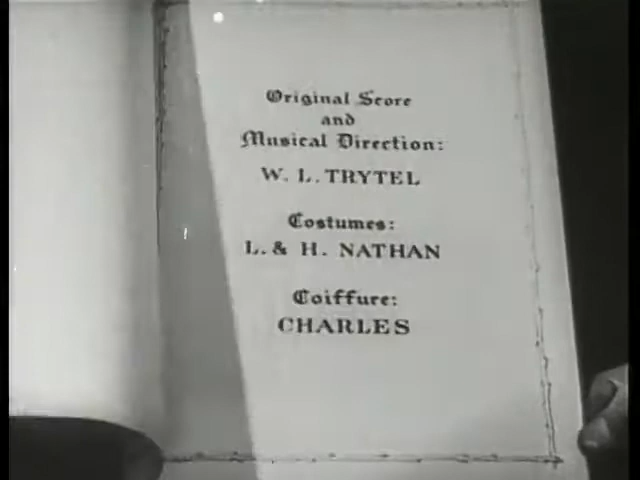 Original Score
and
Musical Direction:
W. L. TRYTEL
Costumes:
L. & H. NATHAN
Coiffure:
CHARLES